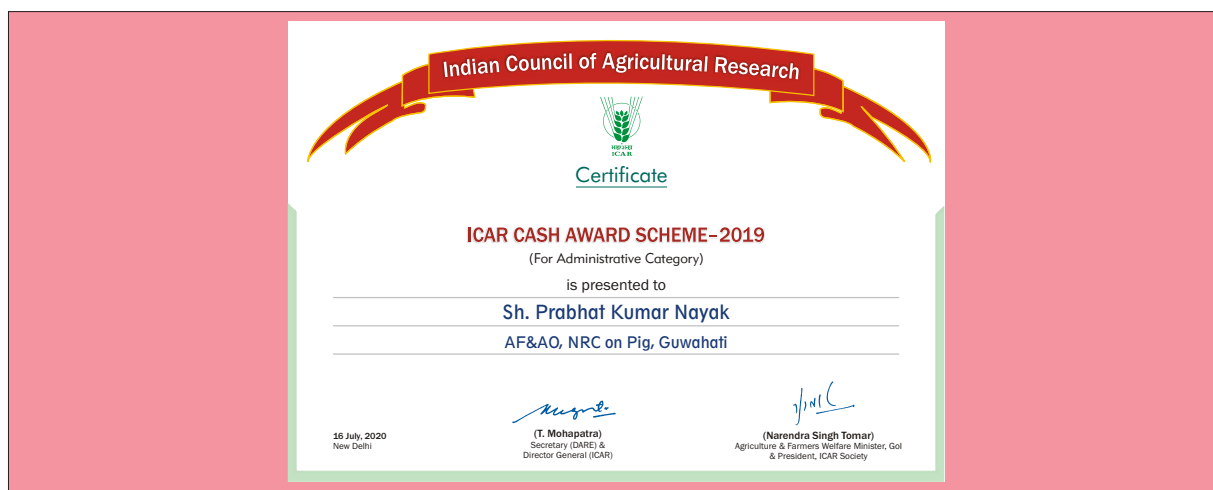 Indian Council of Agricultural Research
भाकृअनुप
ICAR
Certificate
ICAR CASH AWARD SCHEME–2019
(For Administrative Category)
is presented to
Sh. Prabhat Kumar Nayak
AF&AO, NRC on Pig, Guwahati
16 July, 2020
New Delhi
(T. Mohapatra)
Secretary (DARE) &
Director General (ICAR)
(Narendra Singh Tomar)
Agriculture & Farmers Welfare Minister, GoI
& President, ICAR Society